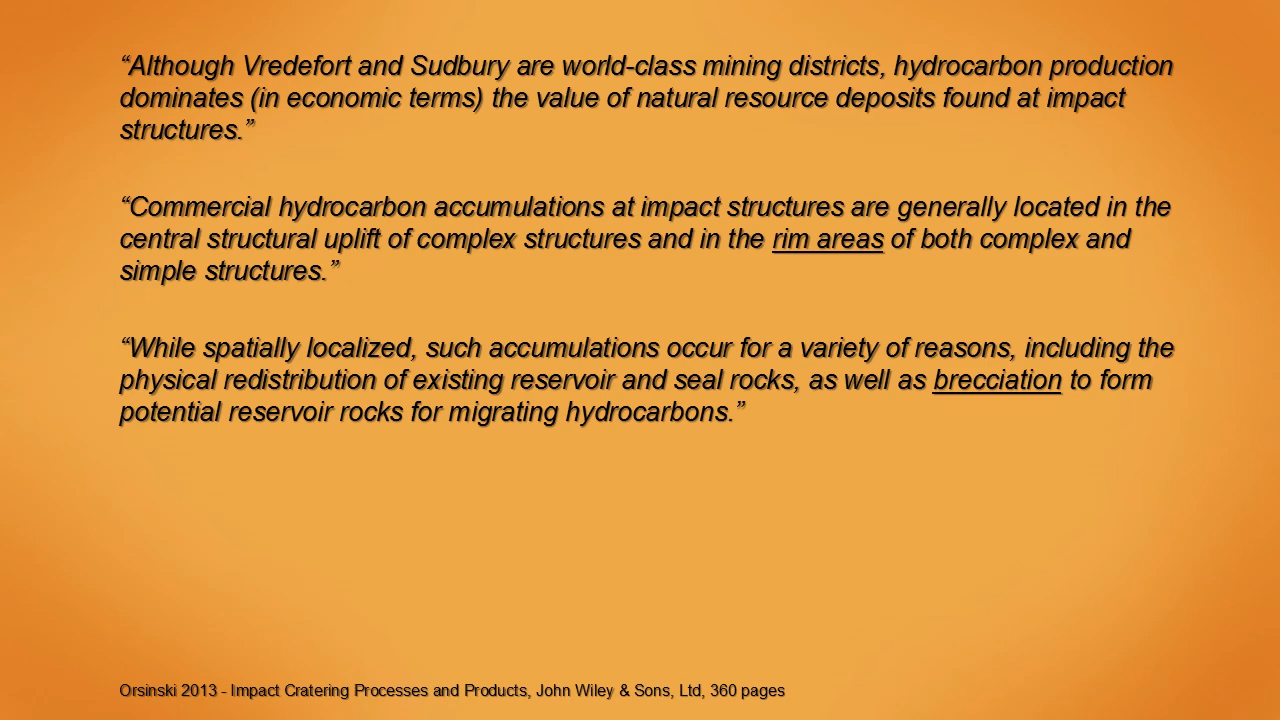 “Although Vredefort and Sudbury are world-class mining districts, hydrocarbon production
dominates (in economic terms) the value of natural resource deposits found at impact
structures.”
“Commercial hydrocarbon accumulations at impact structures are generally located in the
central structural uplift of complex structures and in the rim areas of both complex and
simple structures.”
“While spatially localized, such accumulations occur for a variety of reasons, including the
physical redistribution of existing reservoir and seal rocks, as well as brecciation to form
potential reservoir rocks for migrating hydrocarbons.”
Orsinski 2013 - Impact Cratering Processes and Products, John Wiley & Sons, Ltd, 360 pages